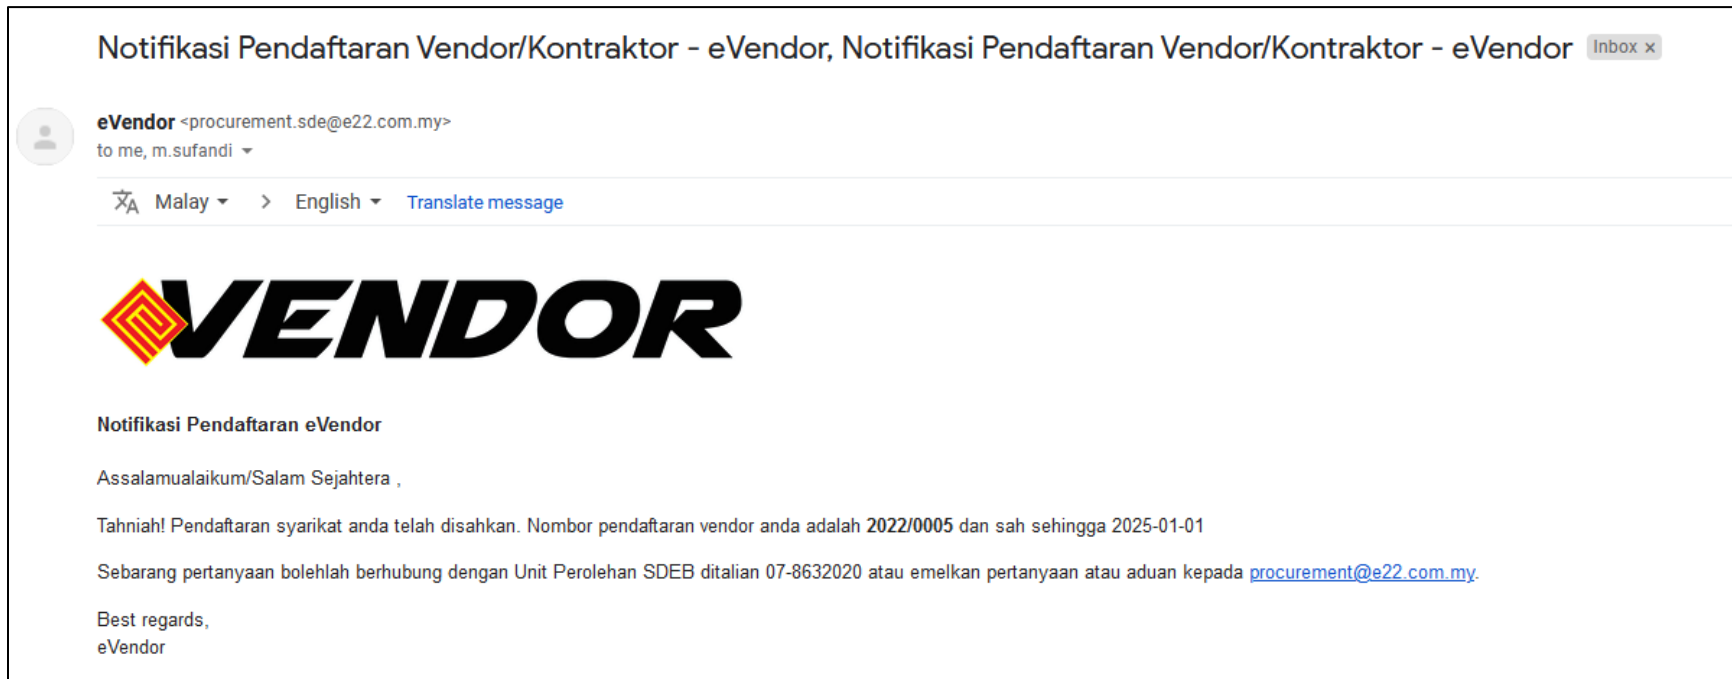 Notifikasi Pendaftaran Vendor/Kontraktor - eVendor, Notifikasi Pendaftaran Vendor/Kontraktor - eVendor Inbox x
eVendor <procurement.sde@e22.com.my>
to me, m.sufandi
Malay > English Translate message
eVENDOR
Notifikasi Pendaftaran eVendor
Assalamualaikum/Salam Sejahtera ,
Tahniah! Pendaftaran syarikat anda telah disahkan. Nombor pendaftaran vendor anda adalah 2022/0005 dan sah sehingga 2025-01-01
Sebarang pertanyaan bolehlah berhubung dengan Unit Perolehan SDEB ditalian 07-8632020 atau emelkan pertanyaan atau aduan kepada procurement@e22.com.my.
Best regards,
eVendor